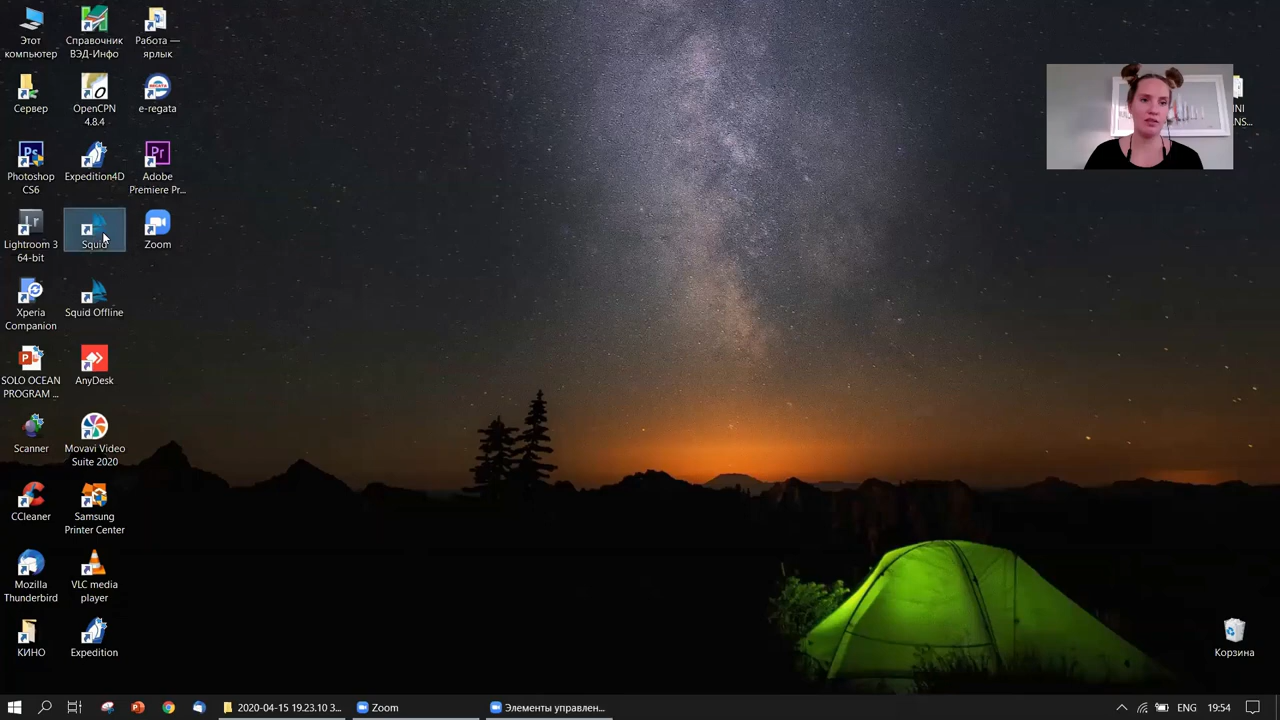 Этот
компьютер
Справочник
ВЭД-Инфо
Работа —
ярлык
Сервер
OpenCPN
4.8.4
e-regata
Photoshop
CS6
Expedition4D
Adobe
Premiere Pr...
Lightroom 3
64-bit
Squid
Zoom
Xperia
Companion
Squid Offline
SOLO OCEAN
PROGRAM ...
AnyDesk
Scanner
Movavi Video
Suite 2020
CCleaner
Samsung
Printer Center
Mozilla
Thunderbird
VLC media
player
КИНО
Expedition
Корзина
2020-04-15 19.23.10 З...
Zoom
Элементы управлен...
ENG
19:54